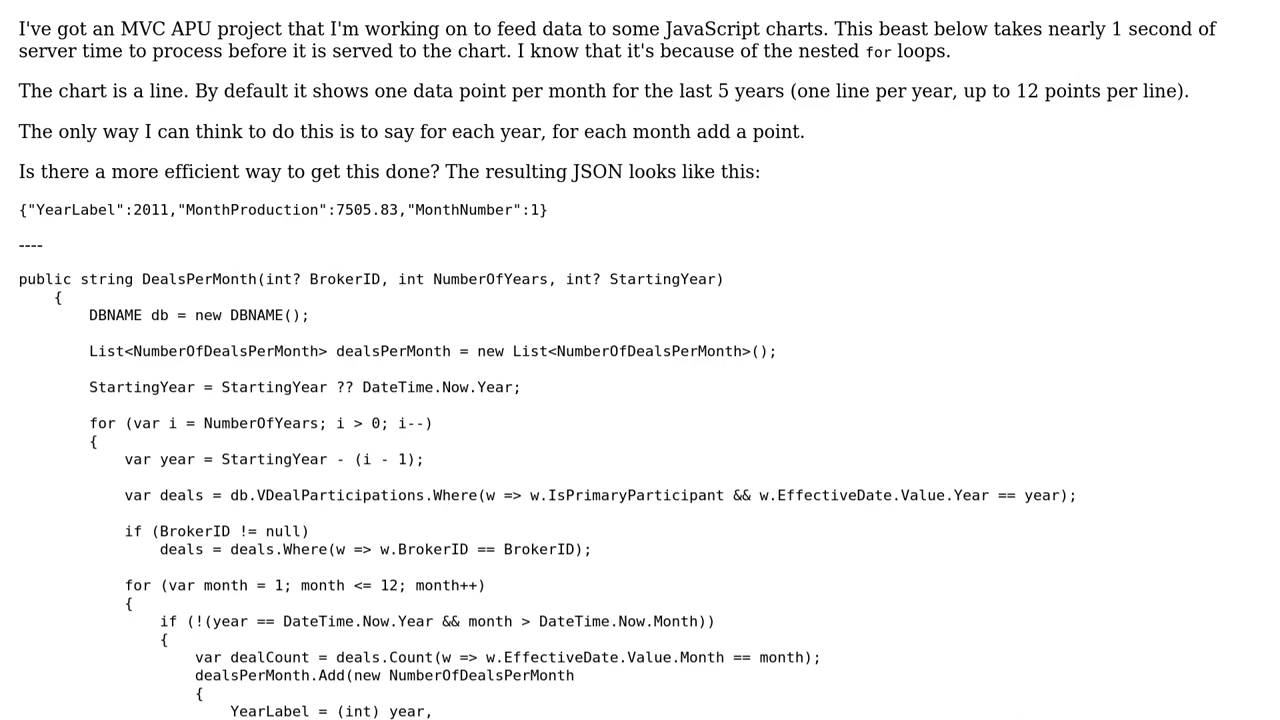 I've got an MVC APU project that I'm working on to feed data to some JavaScript charts. This beast below takes nearly 1 second of
server time to process before it is served to the chart. I know that it's because of the nested for loops.
The chart is a line. By default it shows one data point per month for the last 5 years (one line per year, up to 12 points per line).
The only way I can think to do this is to say for each year, for each month add a point.
Is there a more efficient way to get this done? The resulting JSON looks like this:
{"YearLabel":2011,"MonthProduction":7505.83,"MonthNumber":1}
----
public string DealsPerMonth(int? BrokerID, int NumberOfYears, int? StartingYear)
    {
        DBNAME db = new DBNAME();

        List<NumberOfDealsPerMonth> dealsPerMonth = new List<NumberOfDealsPerMonth>();

        StartingYear = StartingYear ?? DateTime.Now.Year;

        for (var i = NumberOfYears; i > 0; i--)
        {
            var year = StartingYear - (i - 1);

            var deals = db.VDealParticipations.Where(w => w.IsPrimaryParticipant && w.EffectiveDate.Value.Year == year);

            if (BrokerID != null)
                deals = deals.Where(w => w.BrokerID == BrokerID);

            for (var month = 1; month <= 12; month++)
            {
                if (!(year == DateTime.Now.Year && month > DateTime.Now.Month))
                {
                    var dealCount = deals.Count(w => w.EffectiveDate.Value.Month == month);
                    dealsPerMonth.Add(new NumberOfDealsPerMonth
                    {
                        YearLabel = (int) year,